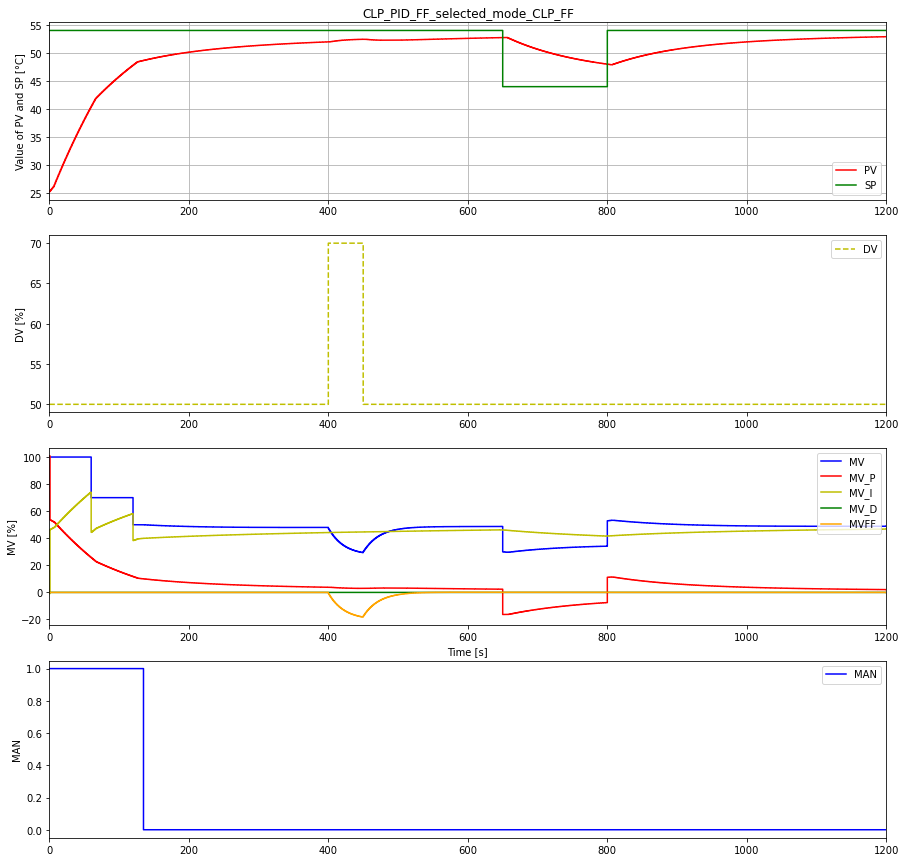 CLP_PID_FF_selected_mode_CLP_FF
Value of PV and SP [°C]
55
50
45
40
35
30
25
0 200 400 600 800 1000 1200
PV
SP
DV [%]
70
65
60
55
50
0 200 400 600 800 1000 1200
DV
MV [%]
100
80
60
40
20
0
−20
0 200 400 600 800 1000 1200
Time [s]
MV
MV_P
MV_I
MV_D
MVFF
MAN
1.0
0.8
0.6
0.4
0.2
0.0
0 200 400 600 800 1000 1200
MAN